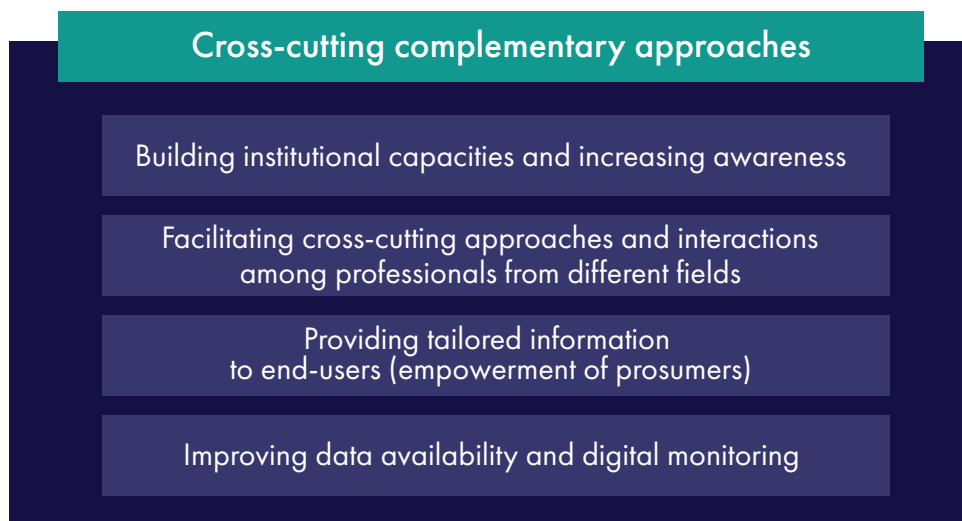 Cross-cutting complementary approaches
Building institutional capacities and increasing awareness
Facilitating cross-cutting approaches and interactions
among professionals from different fields
Providing tailored information
to end-users (empowerment of prosumers)
Improving data availability and digital monitoring